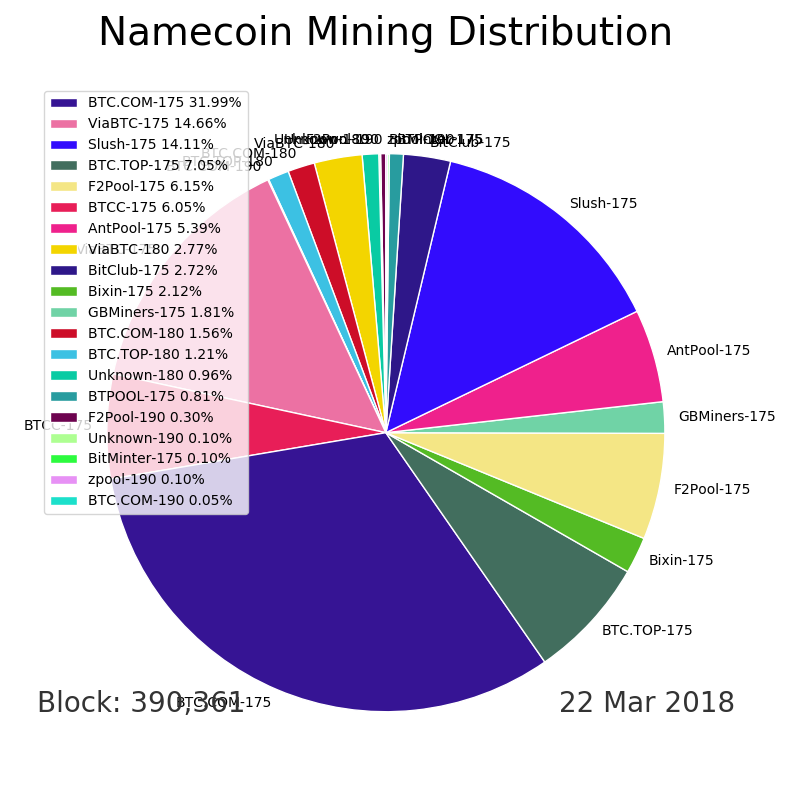 Namecoin Mining Distribution
BTC.COM-175 31.99%
ViaBTC-175 14.66%
Slush-175 14.11%
BTC.TOP-175 7.05%
F2Pool-175 6.15%
BTCC-175 6.05%
AntPool-175 5.39%
ViaBTC-180 2.77%
BitClub-175 2.72%
Bixin-175 2.12%
GBMiners-175 1.81%
BTC.COM-180 1.56%
BTC.TOP-180 1.21%
Unknown-180 0.96%
BTPOOL-175 0.81%
F2Pool-190 0.30%
Unknown-190 0.10%
BitMinter-175 0.10%
zpool-190 0.10%
BTC.COM-190 0.05%
ViaBTC-180
BTC.COM-180
BitClub-175
Slush-175
AntPool-175
GBMiners-175
F2Pool-175
Bixin-175
BTC.TOP-175
BTCC-175
BTC.COM-175
Block: 390,361
22 Mar 2018